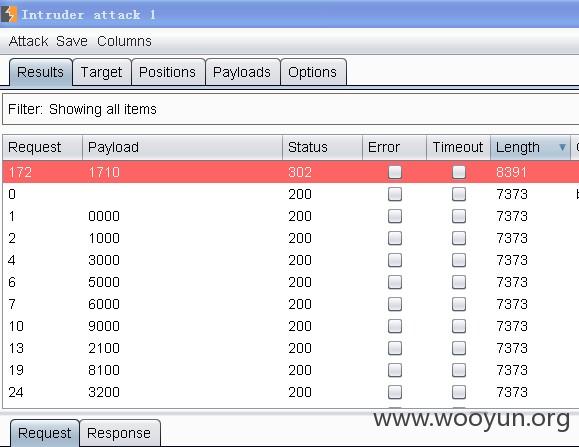 Intruder attack 1
Attack Save Columns
Results Target Positions Payloads Options
Filter: Showing all items
Request Payload Status Error Timeout Length
172 1710 302 8391
0 200 7373
1 0000 200 7373
2 1000 200 7373
4 3000 200 7373
6 5000 200 7373
7 6000 200 7373
10 9000 200 7373
13 2100 200 7373
19 8100 200 7373
24 3200 200 7373
www.wooyun.org
Request Response